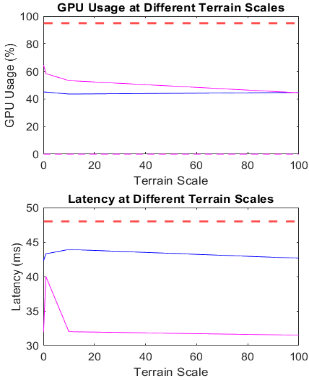 GPU Usage at Different Terrain Scales
100
80
60
40
20
0
GPU Usage (%)
0 20 40 60 80 100
Terrain Scale
Latency at Different Terrain Scales
50
45
40
35
30
Latency (ms)
0 20 40 60 80 100
Terrain Scale